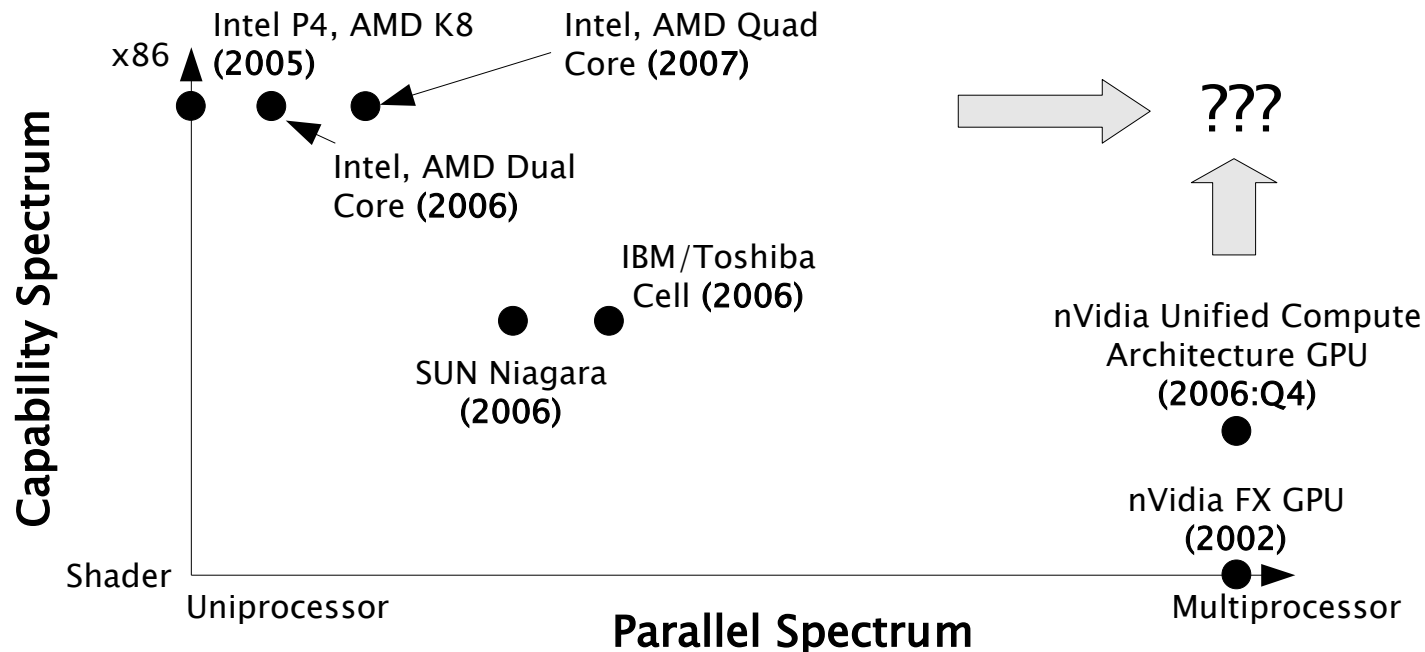 Intel P4, AMD K8
(2005)
Intel, AMD Quad
Core (2007)
x86
???
Intel, AMD Dual
Core (2006)
Capability Spectrum
IBM/Toshiba
Cell (2006)
SUN Niagara
(2006)
nVidia Unified Compute
Architecture GPU
(2006:Q4)
nVidia FX GPU
(2002)
Shader
Uniprocessor
Multiprocessor
Parallel Spectrum